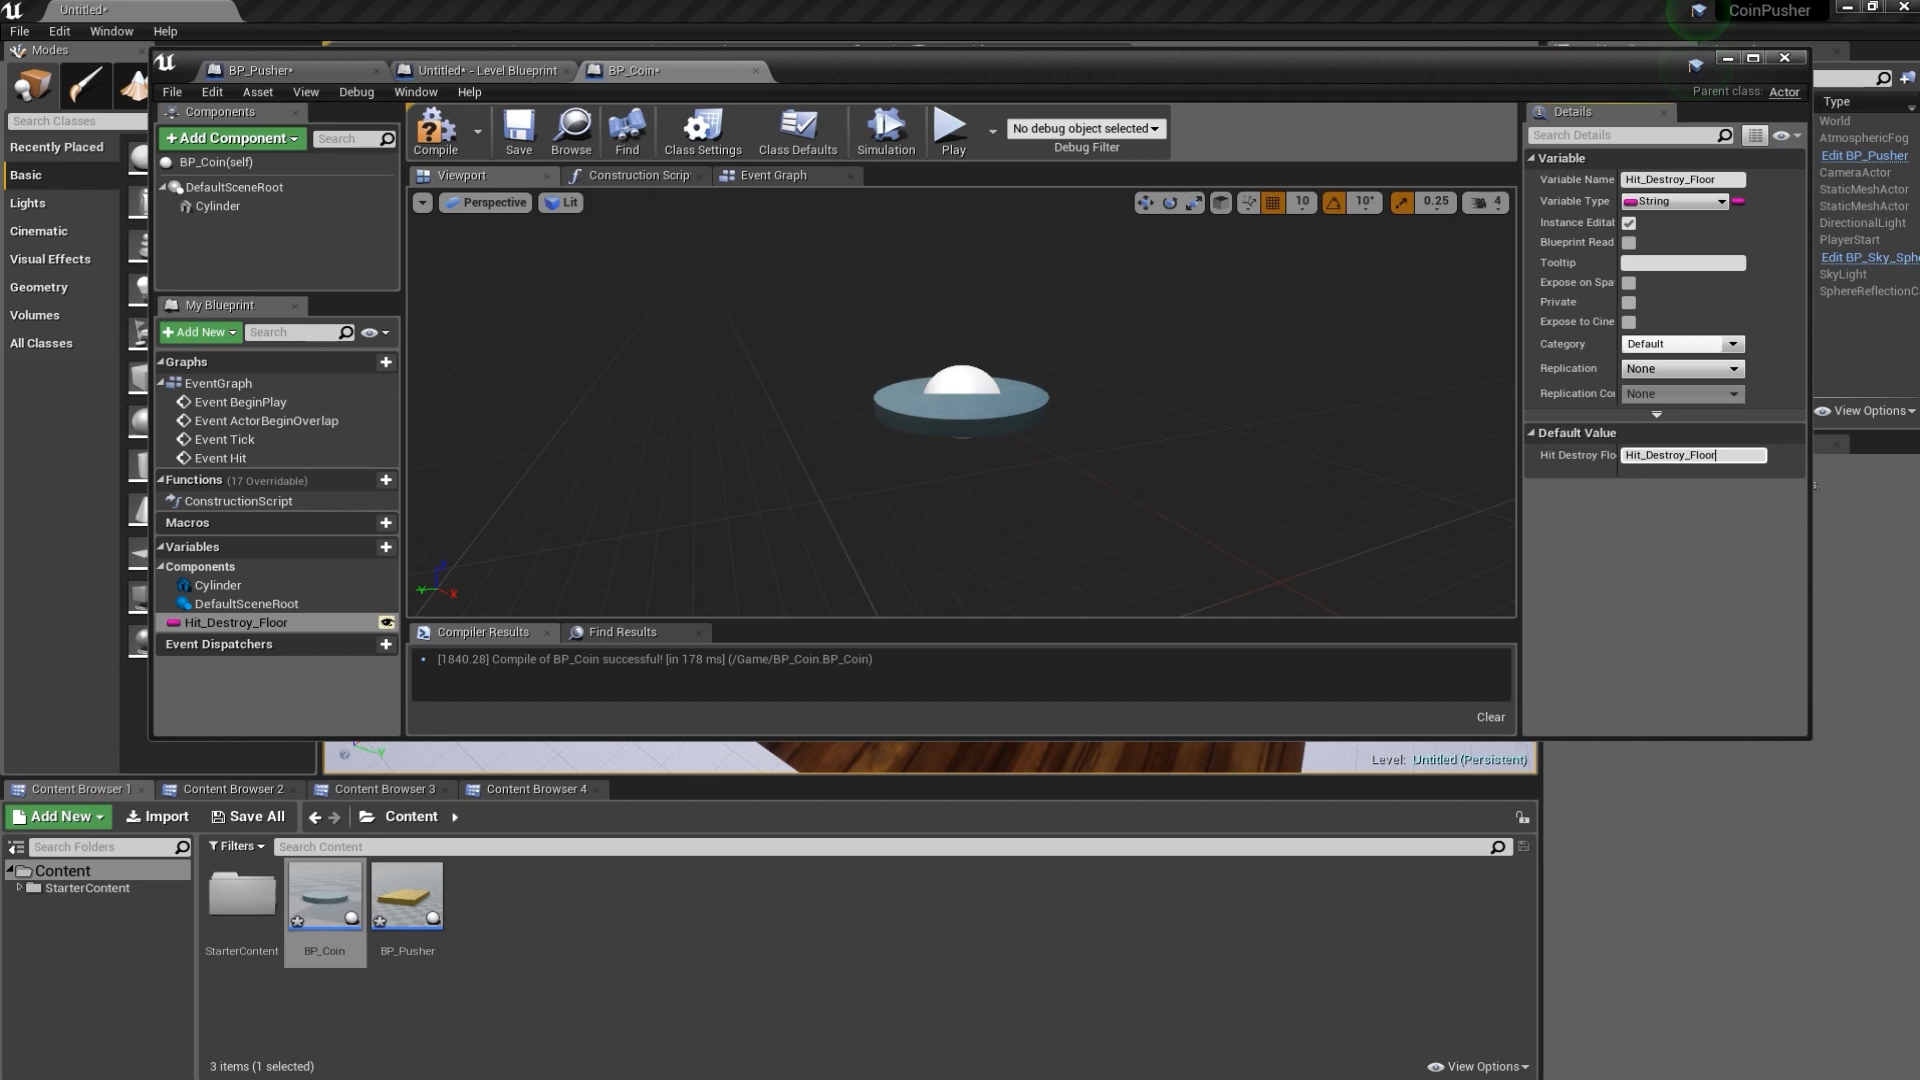 Untitled*
CoinPusher
File Edit Window Help
Modes
Search Classes
Recently Placed
Basic
Lights
Cinematic
Visual Effects
Geometry
Volumes
All Classes
BP_Pusher*
Untitled* - Level Blueprint
BP_Coin*
File Edit Asset View Debug Window Help
Parent class: Actor
Components
+Add Component
Search
BP_Coin(self)
DefaultSceneRoot
Cylinder
My Blueprint
+Add New
Search
Graphs
EventGraph
Event BeginPlay
Event ActorBeginOverlap
Event Tick
Event Hit
Functions (17 Overridable)
ConstructionScript
Macros
Variables
Components
Cylinder
DefaultSceneRoot
Hit_Destroy_Floor
Event Dispatchers
Compile
Save
Browse
Find
Class Settings
Class Defaults
Simulation
Play
No debug object selected
Debug Filter
Viewport
Construction Scrip
Event Graph
Perspective
Lit
10
10°
0.25
4
Z
Y
X
Compiler Results
Find Results
[1840.28] Compile of BP_Coin successful! [in 178 ms] (/Game/BP_Coin.BP_Coin)
Clear
Details
Search Details
Variable
Variable Name Hit_Destroy_Floor
Variable Type String
Instance Edital
Blueprint Read
Tooltip
Expose on Spa
Private
Expose to Cine
Category Default
Replication None
Replication Coi None
Default Value
Hit Destroy Flo Hit_Destroy_Floor
Type
World
AtmosphericFog
Edit BP_Pusher
CameraActor
StaticMeshActor
StaticMeshActor
DirectionalLight
PlayerStart
Edit BP_Sky_Sphe
SkyLight
SphereReflectionC
View Options
s.
Y
Level: Untitled (Persistent)
Content Browser 1
Content Browser 2
Content Browser 3
Content Browser 4
Add New
Import
Save All
Content
Search Folders
Filters
Search Content
Content
StarterContent
StarterContent
BP_Coin
BP_Pusher
3 items (1 selected)
View Options